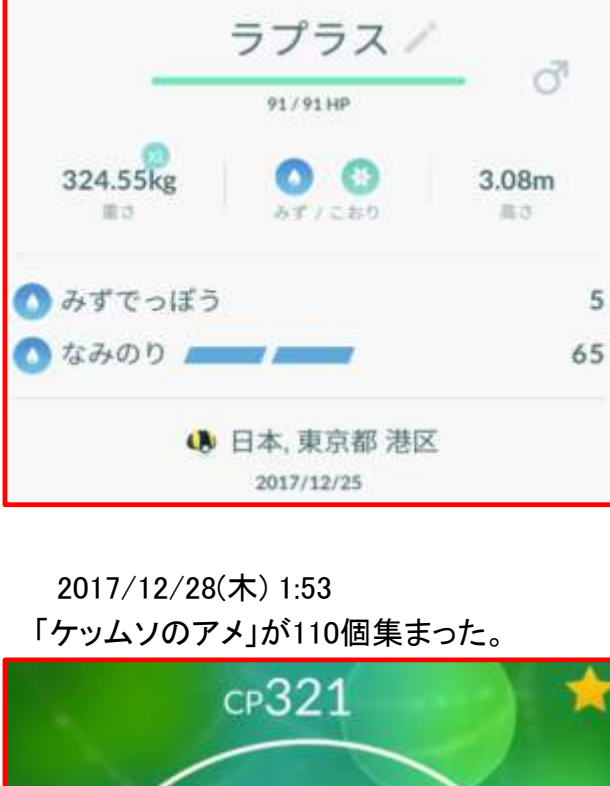 ラプラス
91 / 91 HP
XL
324.55kg
3.08m
重さ
みず / こおり
高さ
みずでっぽう 5
なみのり 65
日本, 東京都 港区
2017/12/25
2017/12/28(木) 1:53
「ケッムソのアメ」が110個集まった。
CP321